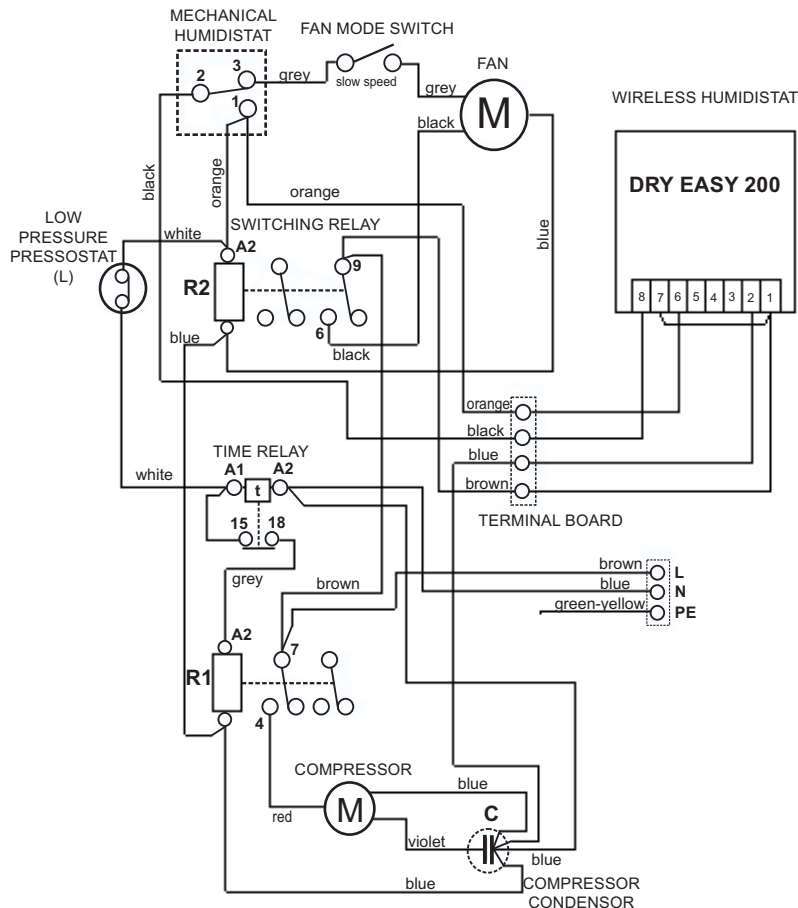 MECHANICAL
HUMIDISTAT
FAN MODE SWITCH
FAN
WIRELESS HUMIDISTAT
2
3
1
grey
slow speed
grey
black
M
DRY EASY 200
black
orange
orange
blue
LOW
PRESSURE
PRESSOSTAT
(L)
white
SWITCHING RELAY
A2
R2
9
6
black
blue
8 7 6 5 4 3 2 1
orange
black
blue
brown
TERMINAL BOARD
TIME RELAY
white
A1
A2
t
15
18
grey
brown
brown
L
blue
N
green-yellow
PE
A2
R1
7
4
COMPRESSOR
M
red
blue
violet
C
blue
blue
COMPRESSOR
CONDENSOR